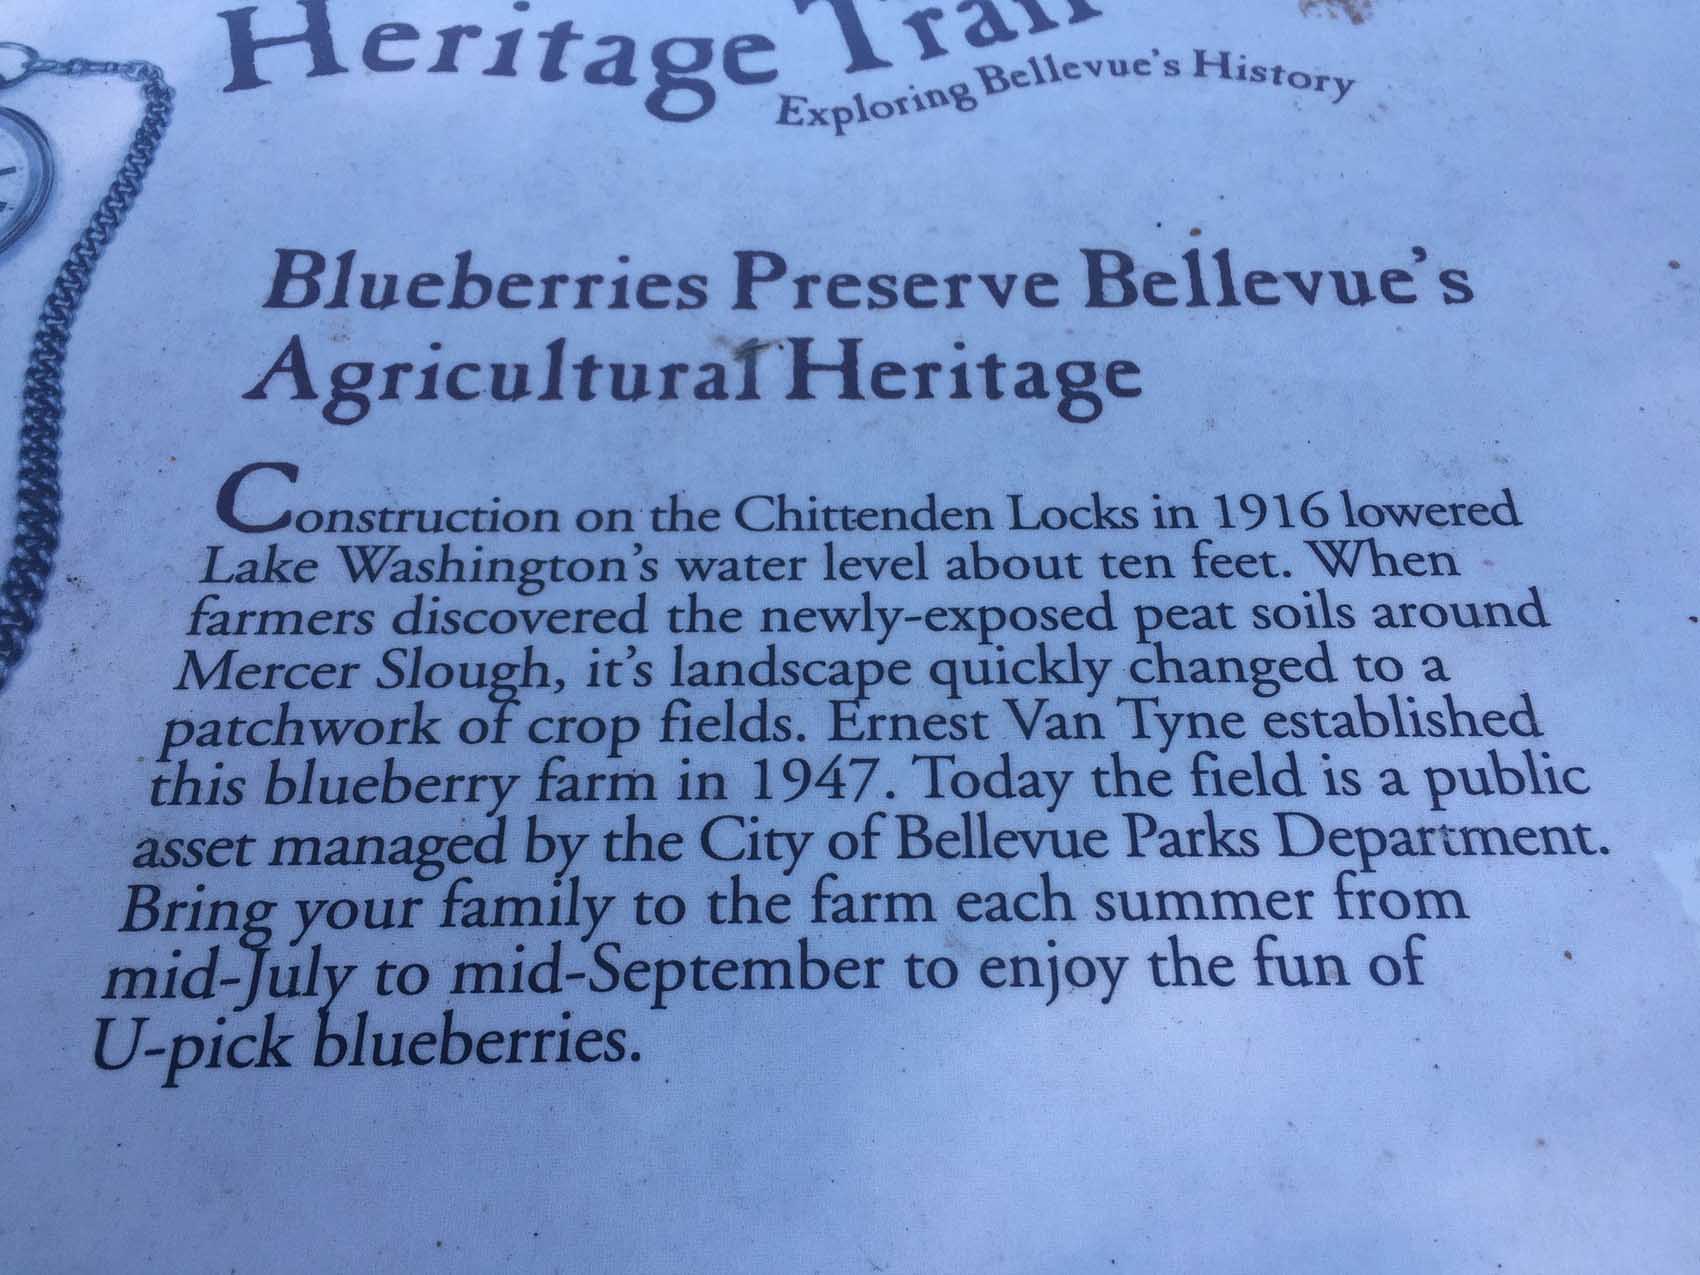 Heritage Trail
Exploring Bellevue's History
Blueberries Preserve Bellevue's
Agricultural Heritage
Construction on the Chittenden Locks in 1916 lowered
Lake Washington's water level about ten feet. When
farmers discovered the newly-exposed peat soils around
Mercer Slough, it's landscape quickly changed to a
patchwork of crop fields. Ernest Van Tyne established
this blueberry farm in 1947. Today the field is a public
asset managed by the City of Bellevue Parks Department.
Bring your family to the farm each summer from
mid-July to mid-September to enjoy the fun of
U-pick blueberries.